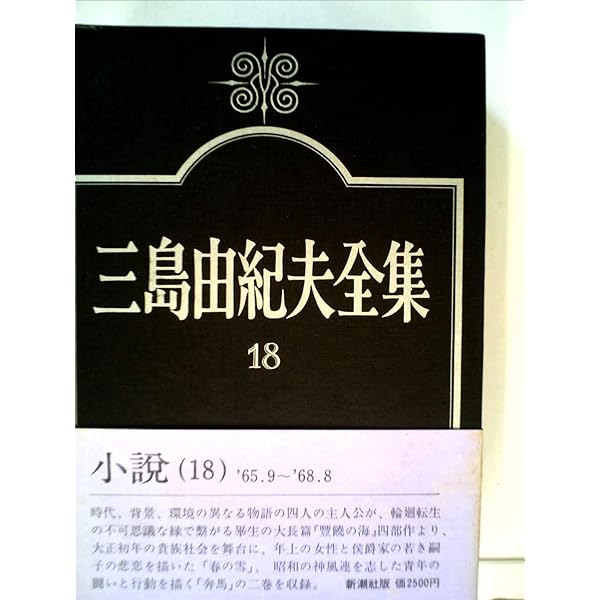 三島由紀夫全集
18
小説(18) '65.9〜'68.8
時代、背景、環境の異なる物語の四人の主人公が、輪廻転生
の不可思議な縁で繋がる畢生の大長篇『豐饒の海』四部作より、
大正初年の貴族社会を舞台に、年上の女性と侯爵家の若き嗣
子の悲恋を描いた「春の雪」、昭和の神風連を志した青年の
闘いと行動を描く「奔馬」の二巻を収録。 新潮社版 価2500円